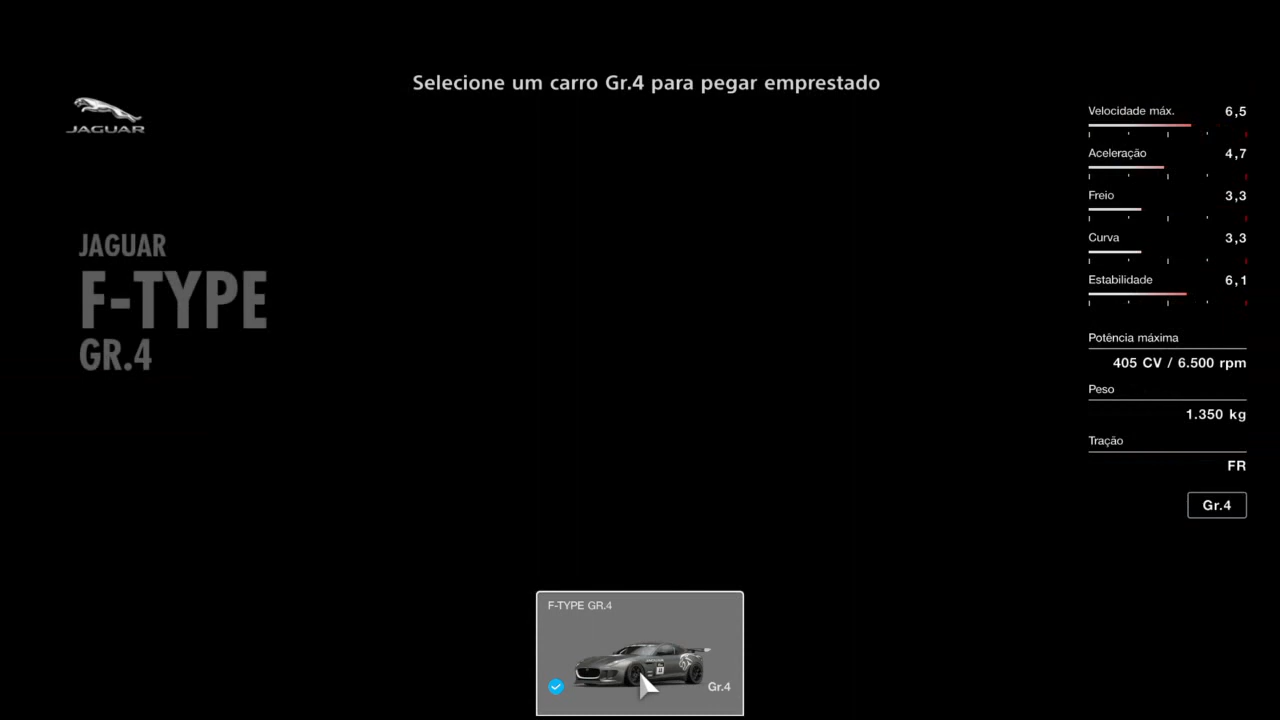 Selecione um carro Gr.4 para pegar emprestado
JAGUAR
JAGUAR
F-TYPE
GR.4
Velocidade máx. 6,5
Aceleração 4,7
Freio 3,3
Curva 3,3
Estabilidade 6,1
Potência máxima
405 CV / 6.500 rpm
Peso
1.350 kg
Tração
FR
Gr.4
F-TYPE GR.4
Gr.4